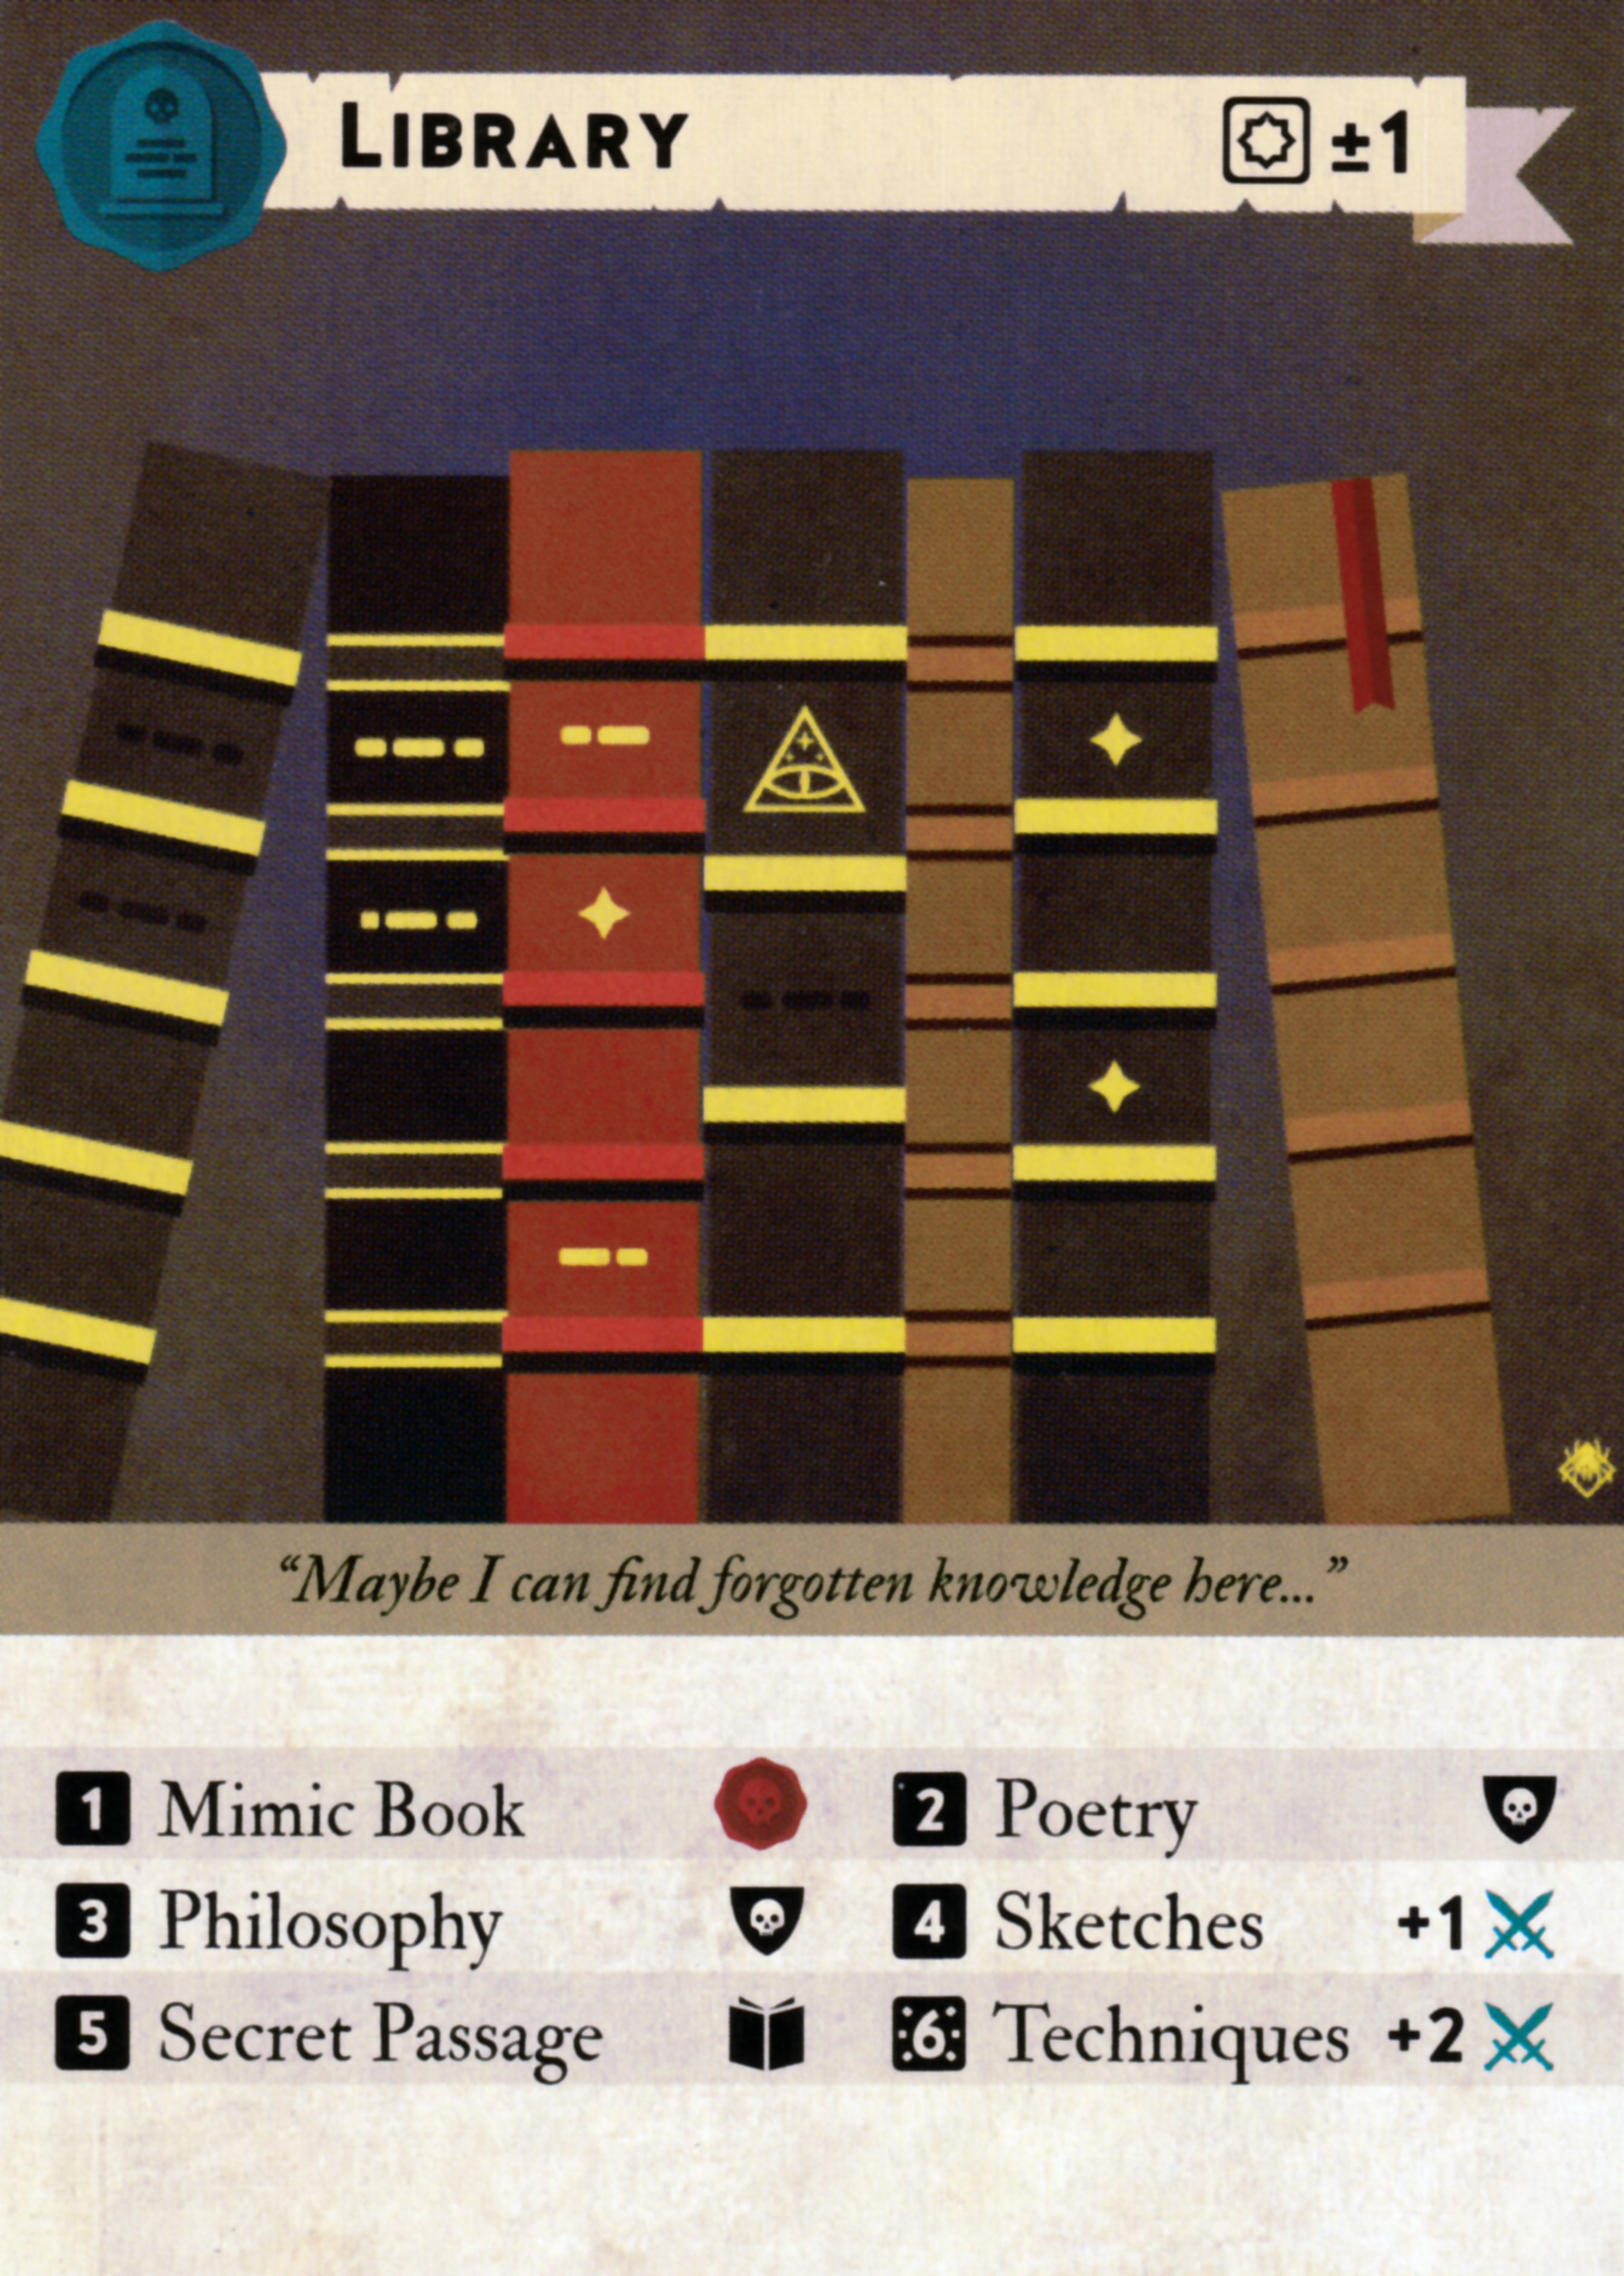 LIBRARY ±1
“Maybe I can find forgotten knowledge here...”
1 Mimic Book 2 Poetry
3 Philosophy 4 Sketches +1
5 Secret Passage 6 Techniques +2